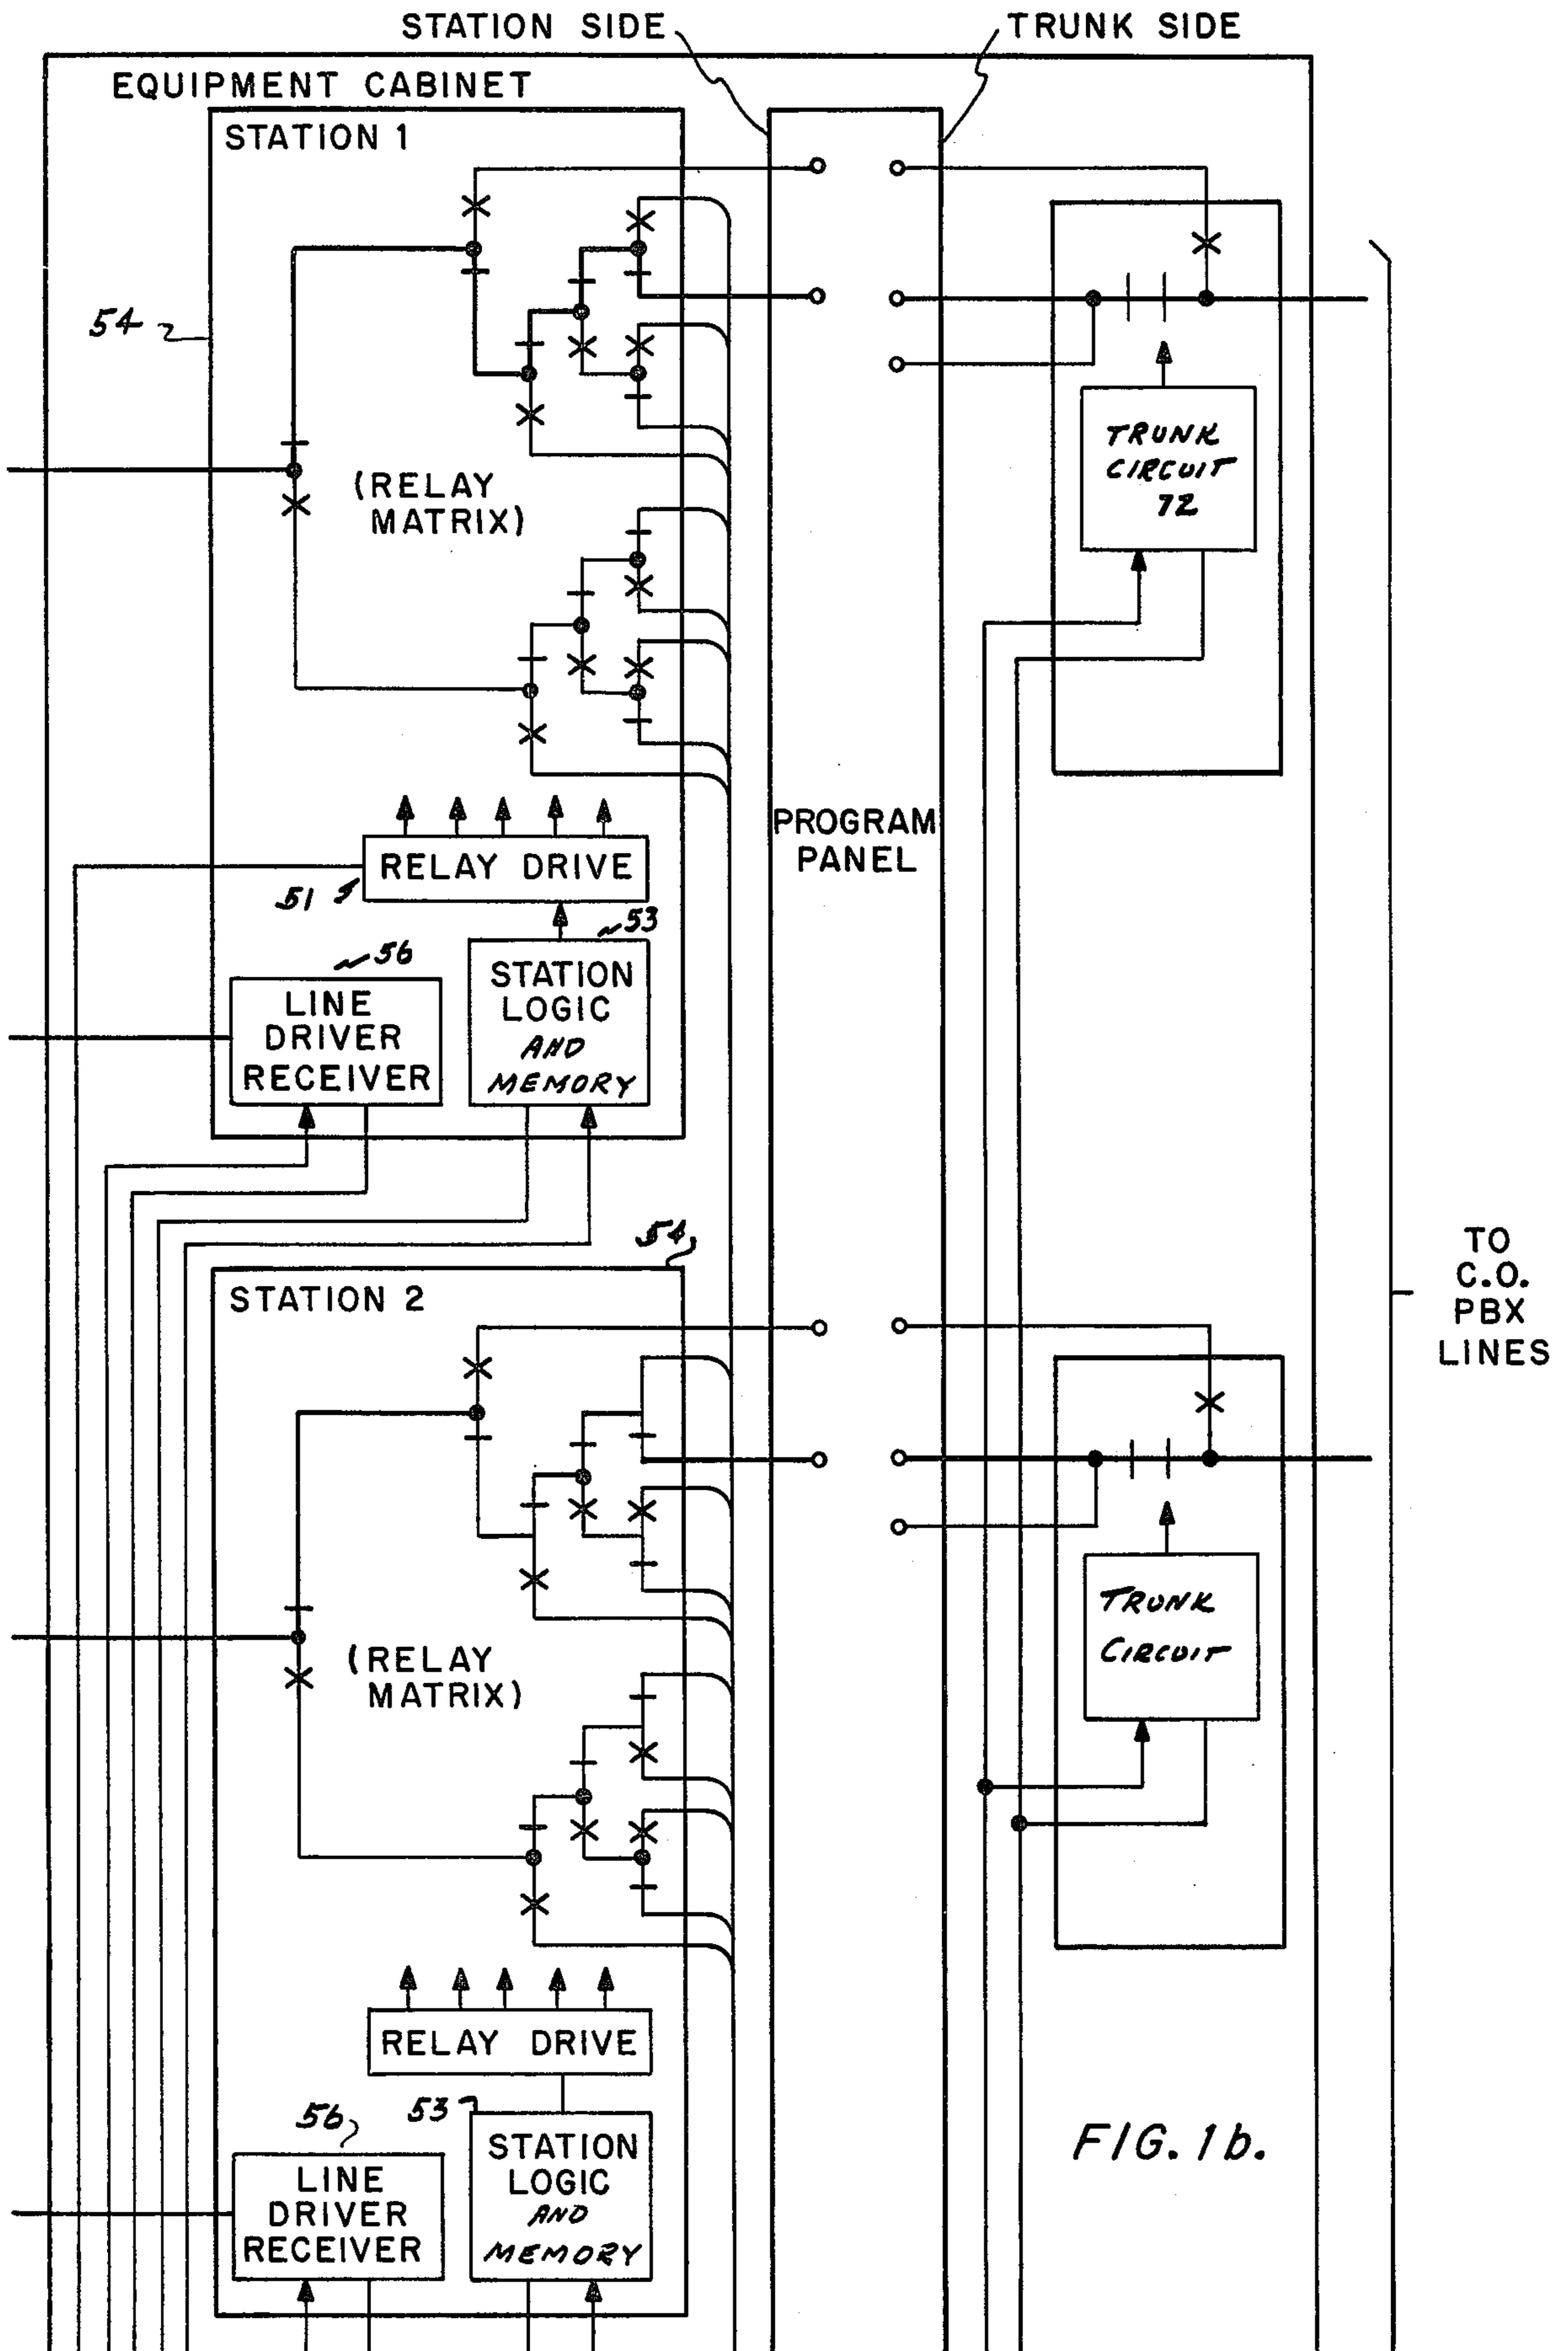 STATION SIDE
TRUNK SIDE
EQUIPMENT CABINET
STATION 1
54
(RELAY
MATRIX)
TRUNK
CIRCUIT
72
PROGRAM
PANEL
RELAY DRIVE
51
53
56
LINE
DRIVER
RECEIVER
STATION
LOGIC
AND
MEMORY
54
STATION 2
TO
C.O.
PBX
LINES
(RELAY
MATRIX)
TRUNK
CIRCUIT
RELAY DRIVE
53
56
LINE
DRIVER
RECEIVER
STATION
LOGIC
AND
MEMORY
FIG. 1b.